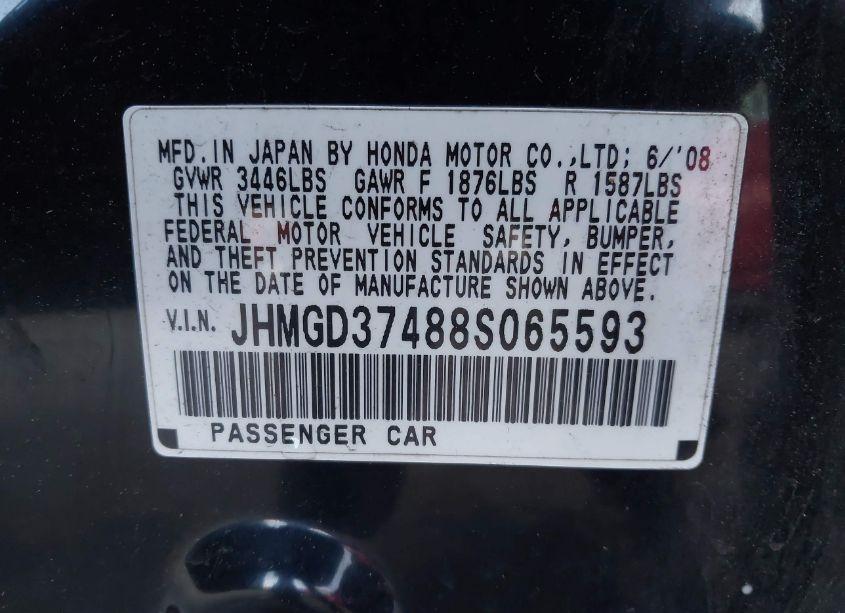 MFD.IN JAPAN BY HONDA MOTOR CO.,LTD; 6/'08
GVWR 3446LBS GAWR F 1876LBS R 1587LBS
THIS VEHICLE CONFORMS TO ALL APPLICABLE
FEDERAL MOTOR VEHICLE SAFETY, BUMPER,
AND THEFT PREVENTION STANDARDS IN EFFECT
ON THE DATE OF MANUFACTURE SHOWN ABOVE.
V.I.N. JHMGD37488S065593
PASSENGER CAR